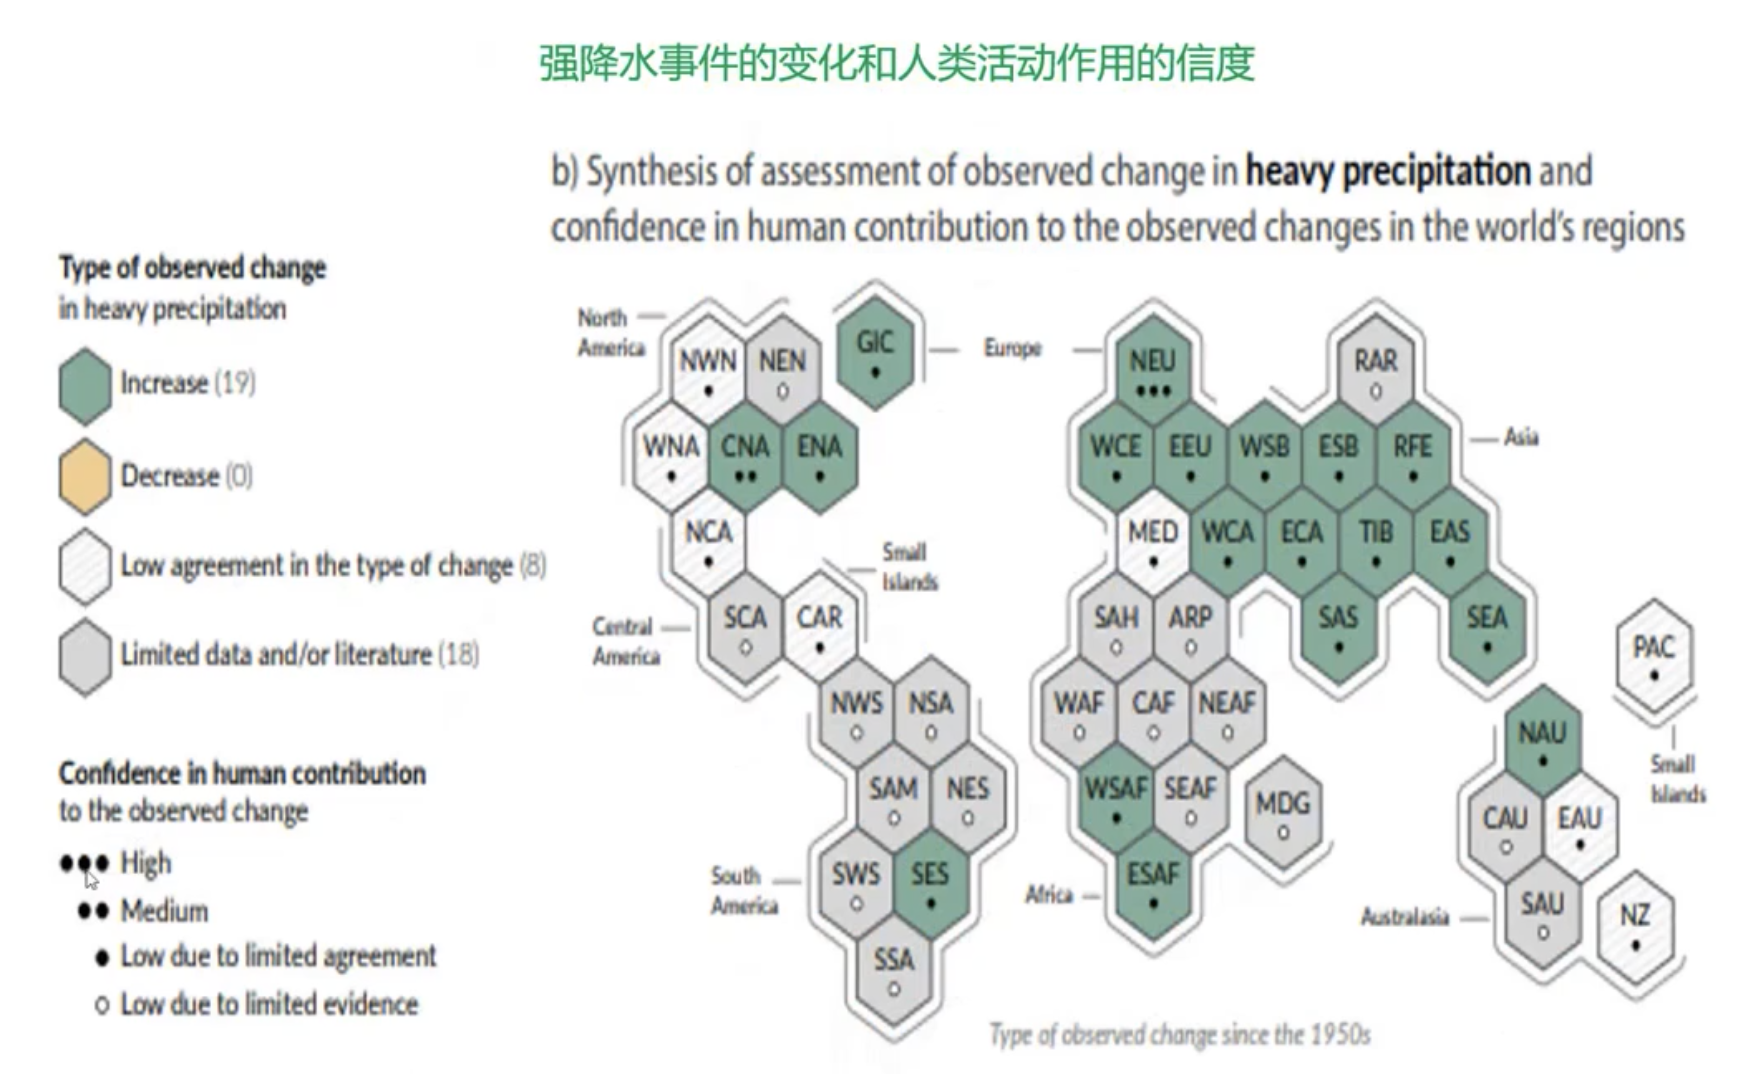 强降水事件的变化和人类活动作用的信度
b) Synthesis of assessment of observed change in heavy precipitation and
confidence in human contribution to the observed changes in the world's regions
Type of observed change
in heavy precipitation
Increase (19)
Decrease (0)
Low agreement in the type of change (8)
Limited data and/or literature (18)
Confidence in human contribution
to the observed change
High
Medium
Low due to limited agreement
Low due to limited evidence
North
America
NWN
NEN
GIC
Europe
NEU
RAR
WNA
CNA
ENA
WCE
EEU
WSB
ESB
RFE
Asia
NCA
MED
WCA
ECA
TIB
EAS
Small
Islands
Central
America
SCA
CAR
SAH
ARP
SAS
SEA
PAC
Small
Islands
NWS
NSA
WAF
CAF
NEAF
NAU
SAM
NES
WSAF
SEAF
MDG
CAU
EAU
South
America
SWS
SES
Africa
ESAF
Australasia
SAU
NZ
SSA
Type of observed change since the 1950s